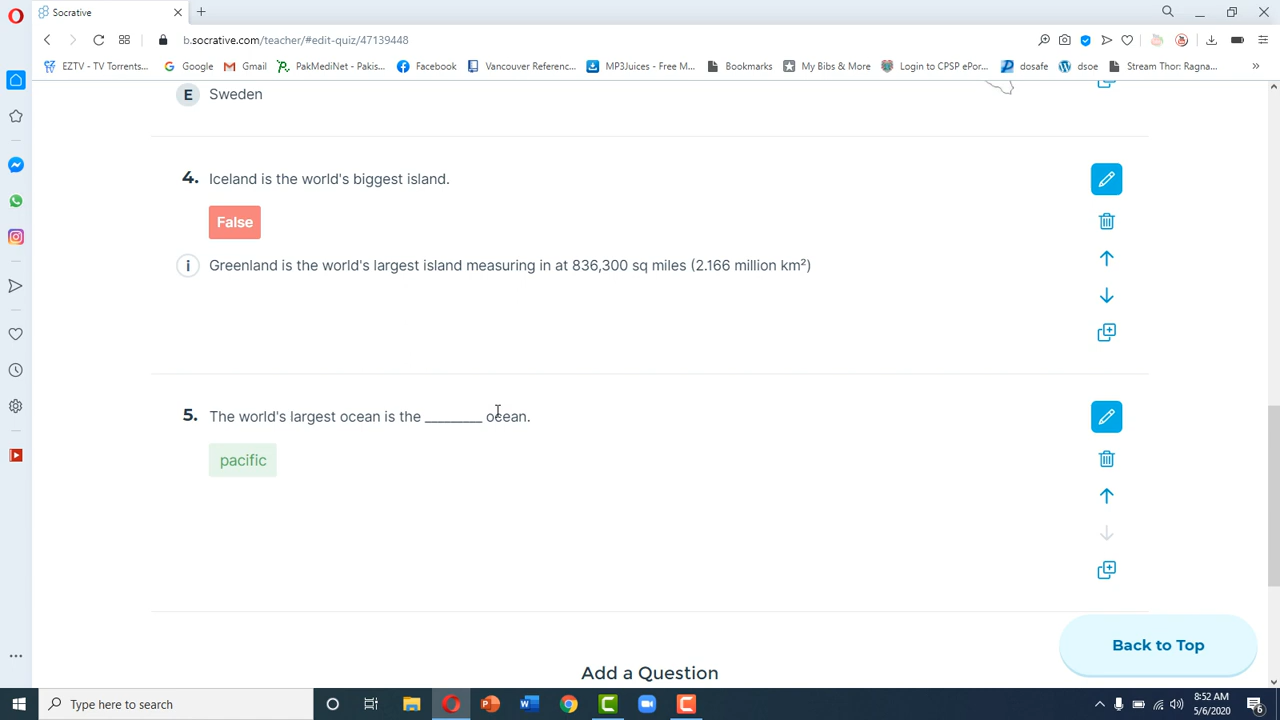 Socrative
b.socrative.com/teacher/#edit-quiz/47139448
EZTV - TV Torrents... Google Gmail PakMediNet - Pakis... Facebook Vancouver Referenc... MP3Juices - Free M... Bookmarks My Bibs & More Login to CPSP ePor... dosafe dsoe Stream Thor: Ragna... »
E Sweden
4. Iceland is the world's biggest island.
False
i Greenland is the world's largest island measuring in at 836,300 sq miles (2.166 million km²)
5. The world's largest ocean is the _________ ocean.
pacific
Back to Top
Add a Question
Type here to search
8:52 AM
5/6/2020
6